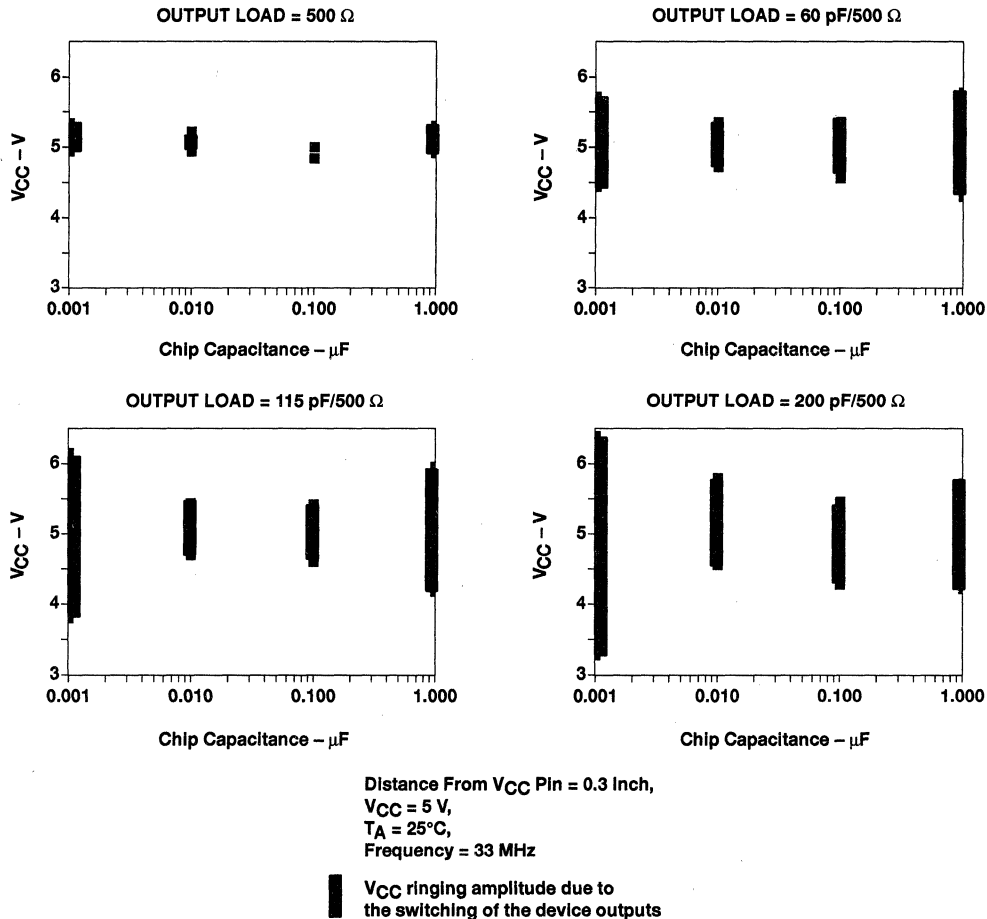 OUTPUT LOAD = 500 Ω
OUTPUT LOAD = 60 pF/500 Ω
6
5
4
3
VCC – V
0.001 0.010 0.100 1.000
Chip Capacitance – μF
6
5
4
3
VCC – V
0.001 0.010 0.100 1.000
Chip Capacitance – μF
OUTPUT LOAD = 115 pF/500 Ω
OUTPUT LOAD = 200 pF/500 Ω
6
5
4
3
VCC – V
0.001 0.010 0.100 1.000
Chip Capacitance – μF
6
5
4
3
VCC – V
0.001 0.010 0.100 1.000
Chip Capacitance – μF
Distance From VCC Pin = 0.3 Inch,
VCC = 5 V,
TA = 25°C,
Frequency = 33 MHz
VCC ringing amplitude due to
the switching of the device outputs